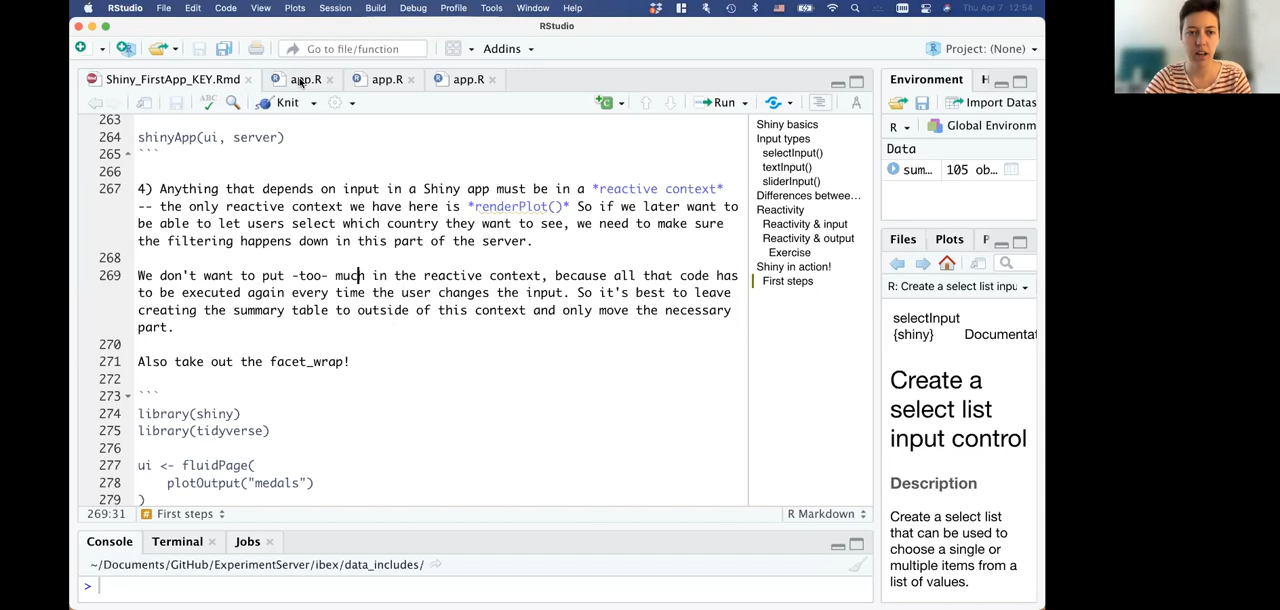 RStudio File Edit Code View Plots Session Build Debug Profile Tools Window Help Thu Apr 7 12:54
RStudio
Go to file/function Addins Project: (None)
Shiny_FirstApp_KEY.Rmd app.R app.R app.R
ABC Knit Run
263
264 shinyApp(ui, server)
265 ```
266
267 4) Anything that depends on input in a Shiny app must be in a *reactive context*
-- the only reactive context we have here is *renderPlot()* So if we later want to
be able to let users select which country they want to see, we need to make sure
the filtering happens down in this part of the server.
268
269 We don't want to put -too- much in the reactive context, because all that code has
to be executed again every time the user changes the input. So it's best to leave
creating the summary table to outside of this context and only move the necessary
part.
270
271 Also take out the facet_wrap!
272
273 ```
274 library(shiny)
275 library(tidyverse)
276
277 ui <- fluidPage(
278 plotOutput("medals")
279 )
269:31 # First steps R Markdown
Shiny basics
Input types
selectInput()
textInput()
sliderInput()
Differences betwee...
Reactivity
Reactivity & input
Reactivity & output
Exercise
Shiny in action!
First steps
Console Terminal Jobs
~/Documents/GitHub/ExperimentServer/ibex/data_includes/
>
Environment H
Import Datas
R Global Environm
Data
sum... 105 ob...
Files Plots P
R: Create a select list inpu
selectInput
{shiny} Documentat
Create a
select list
input control
Description
Create a select list
that can be used to
choose a single or
multiple items from a
list of values.